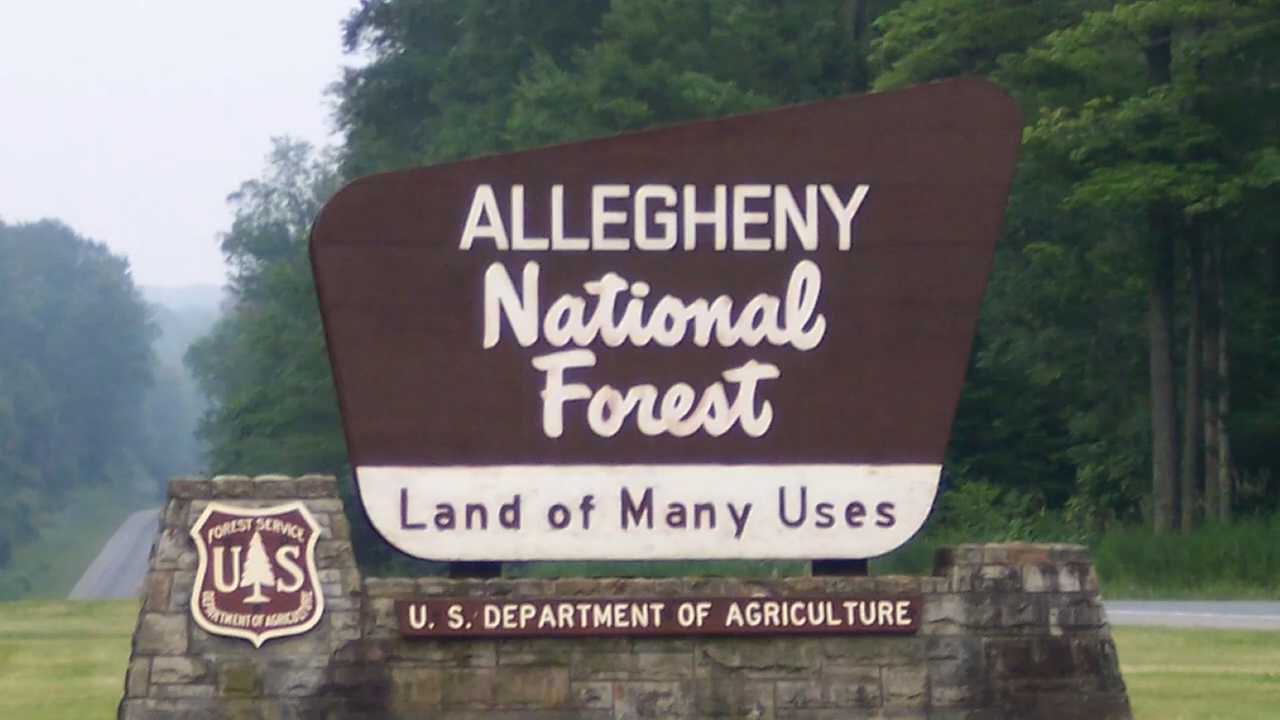 ALLEGHENY
National
Forest
Land of Many Uses
FOREST SERVICE
U S
DEPARTMENT OF AGRICULTURE
U. S. DEPARTMENT OF AGRICULTURE